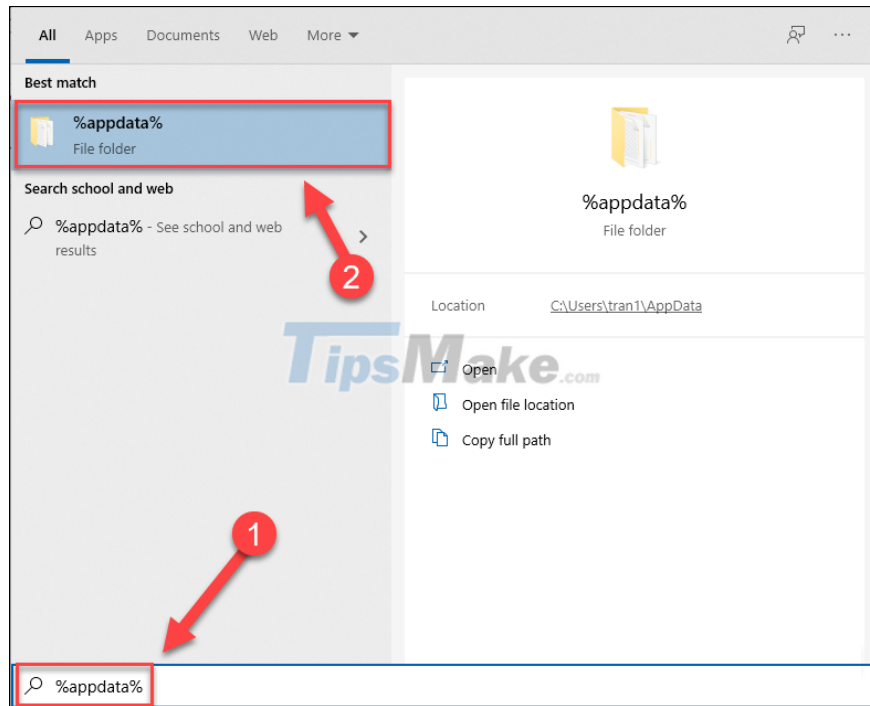 All Apps Documents Web More
Best match
%appdata%
File folder
Search school and web
%appdata% - See school and web
results
2
%appdata%
File folder
Location C:\Users\tran1\AppData
TipsMake.com
Open
Open file location
Copy full path
1
%appdata%